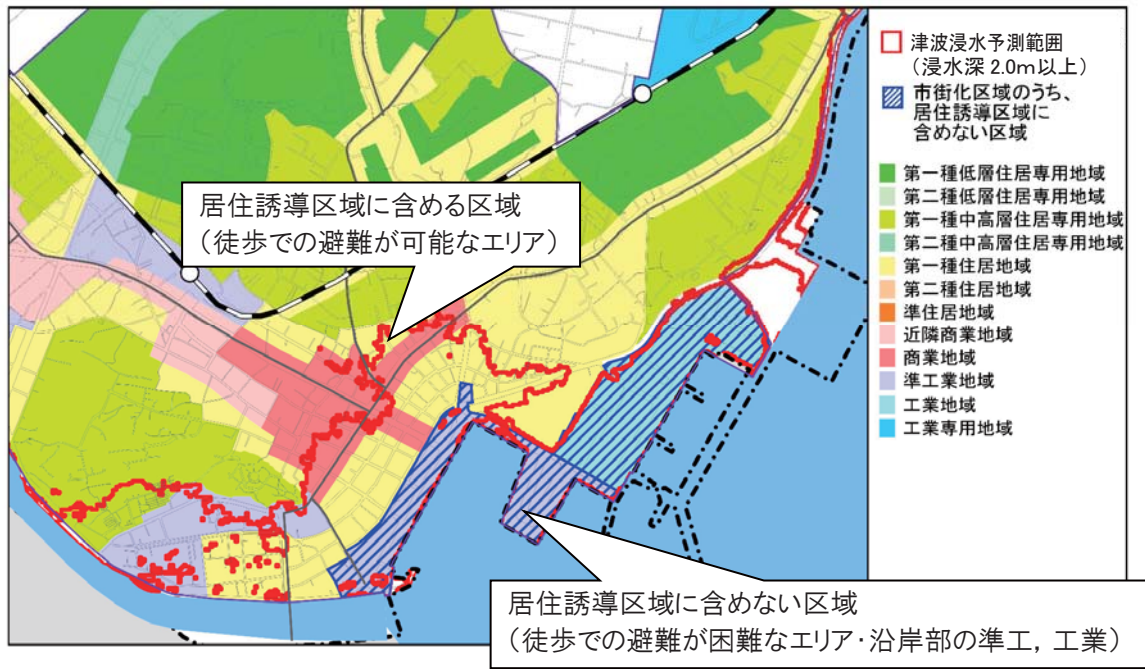 津波浸水予測範囲
（浸水深 2.0m以上）
市街化区域のうち、
居住誘導区域に
含めない区域
第一種低層住居専用地域
第二種低層住居専用地域
第一種中高層住居専用地域
第二種中高層住居専用地域
第一種住居地域
第二種住居地域
準住居地域
近隣商業地域
商業地域
準工業地域
工業地域
工業専用地域
居住誘導区域に含める区域
（徒歩での避難が可能なエリア）
居住誘導区域に含めない区域
（徒歩での避難が困難なエリア・沿岸部の準工，工業）